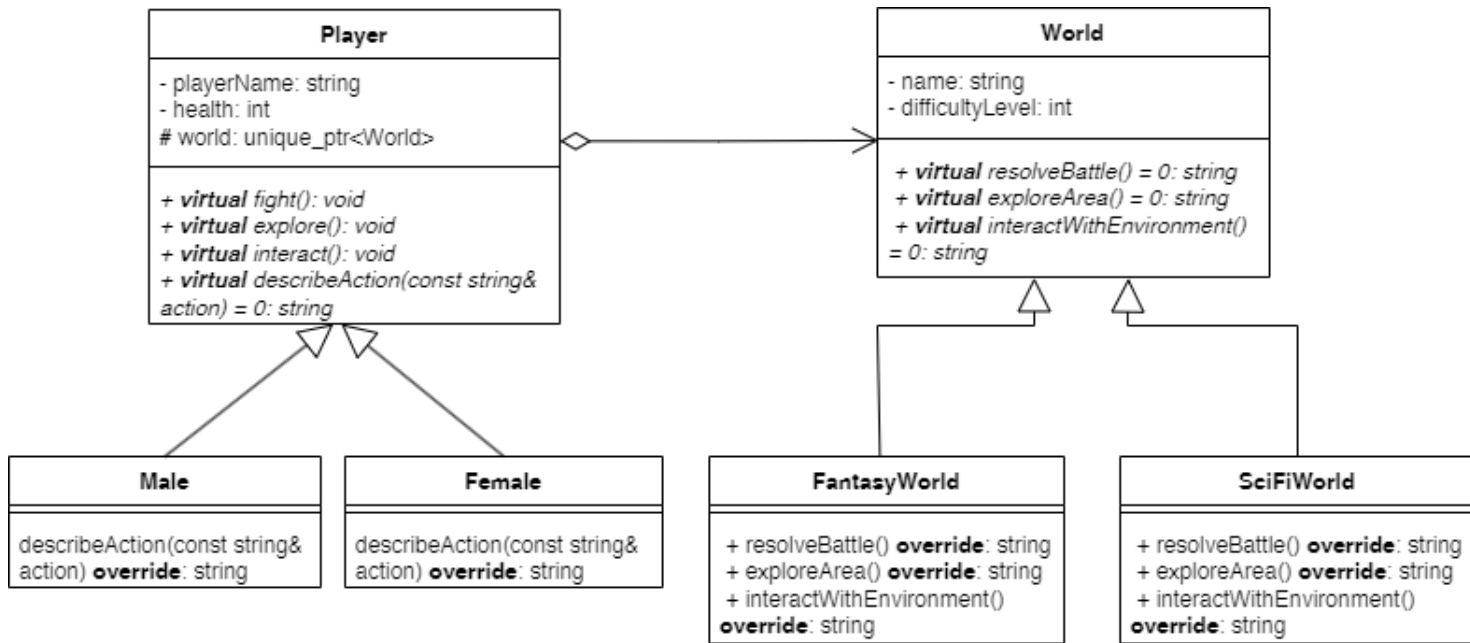 Player
- playerName: string
- health: int
# world: unique_ptr<World>
+ virtual fight(): void
+ virtual explore(): void
+ virtual interact(): void
+ virtual describeAction(const string&
action) = 0: string
World
- name: string
- difficultyLevel: int
+ virtual resolveBattle() = 0: string
+ virtual exploreArea() = 0: string
+ virtual interactWithEnvironment()
= 0: string
Male
describeAction(const string&
action) override: string
Female
describeAction(const string&
action) override: string
FantasyWorld
+ resolveBattle() override: string
+ exploreArea() override: string
+ interactWithEnvironment()
override: string
SciFiWorld
+ resolveBattle() override: string
+ exploreArea() override: string
+ interactWithEnvironment()
override: string